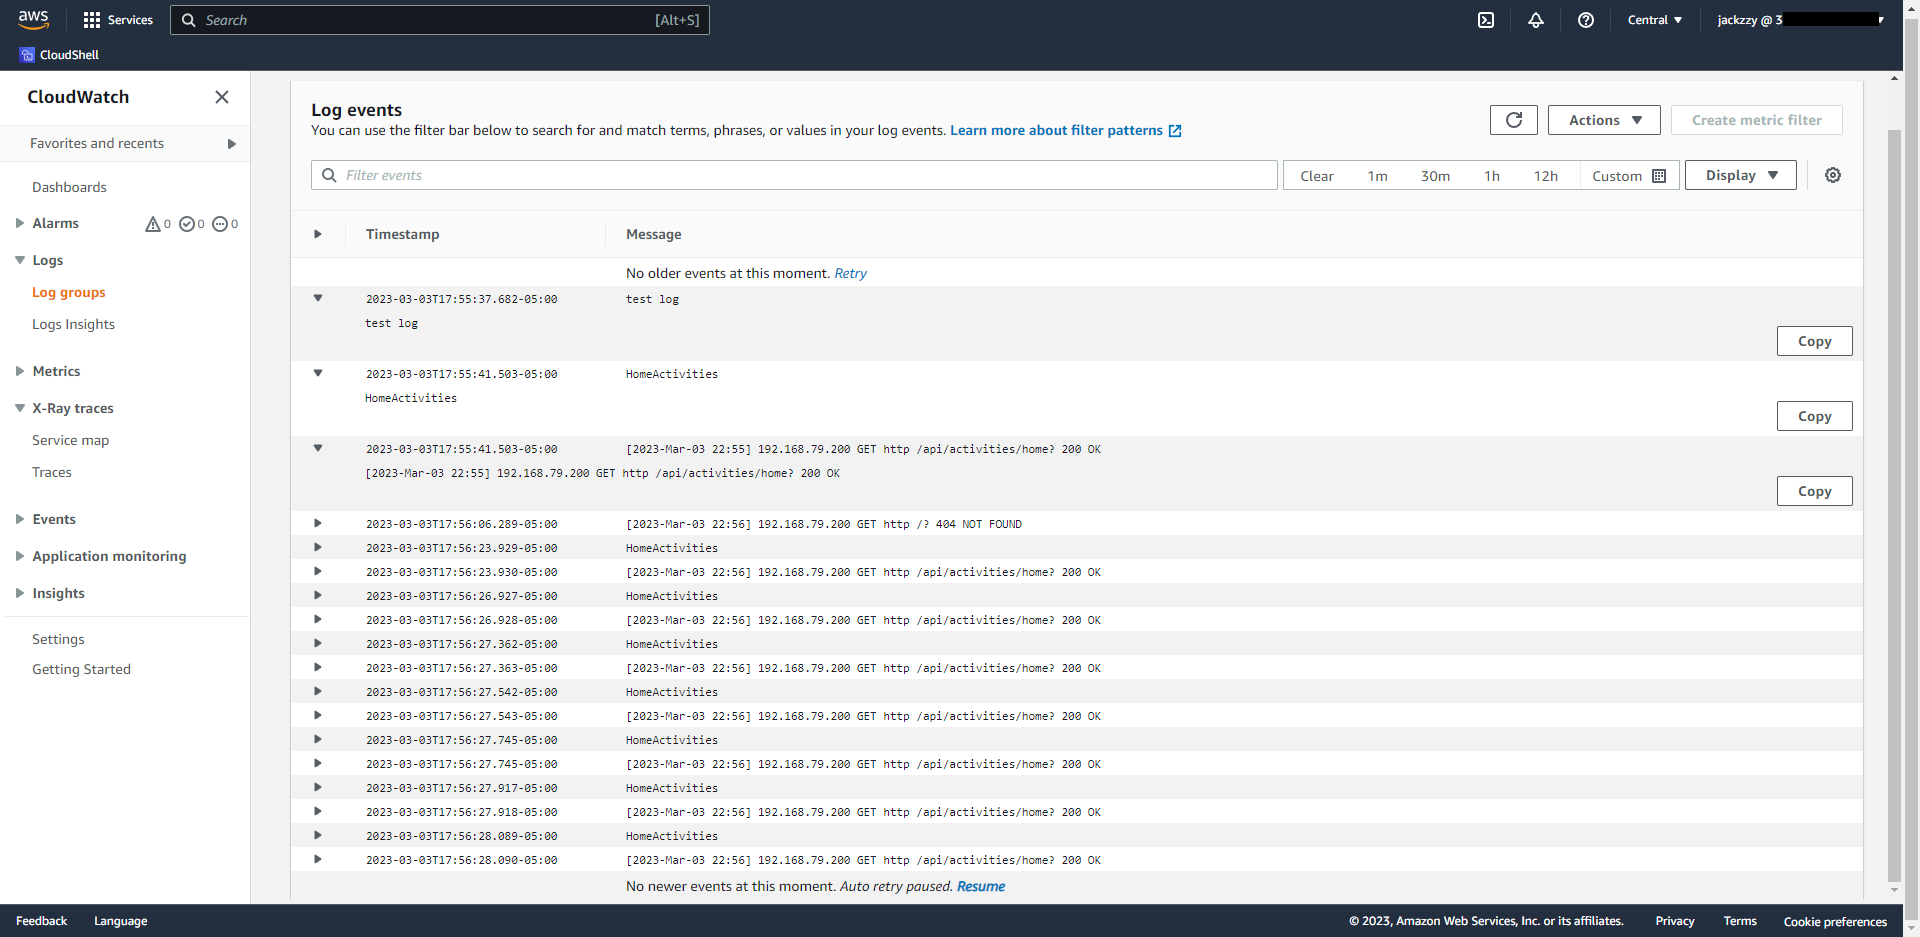 aws
Services
Search
[Alt+S]
Central
jackzzy @ 3
CloudShell
CloudWatch
Favorites and recents
Dashboards
Alarms 0 0 0
Logs
Log groups
Logs Insights
Metrics
X-Ray traces
Service map
Traces
Events
Application monitoring
Insights
Settings
Getting Started
Log events
You can use the filter bar below to search for and match terms, phrases, or values in your log events. Learn more about filter patterns
Actions
Create metric filter
Filter events
Clear 1m 30m 1h 12h Custom
Display
Timestamp Message
No older events at this moment. Retry
2023-03-03T17:55:37.682-05:00 test log
test log
Copy
2023-03-03T17:55:41.503-05:00 HomeActivities
HomeActivities
Copy
2023-03-03T17:55:41.503-05:00 [2023-Mar-03 22:55] 192.168.79.200 GET http /api/activities/home? 200 OK
[2023-Mar-03 22:55] 192.168.79.200 GET http /api/activities/home? 200 OK
Copy
2023-03-03T17:56:06.289-05:00 [2023-Mar-03 22:56] 192.168.79.200 GET http /? 404 NOT FOUND
2023-03-03T17:56:23.929-05:00 HomeActivities
2023-03-03T17:56:23.930-05:00 [2023-Mar-03 22:56] 192.168.79.200 GET http /api/activities/home? 200 OK
2023-03-03T17:56:26.927-05:00 HomeActivities
2023-03-03T17:56:26.928-05:00 [2023-Mar-03 22:56] 192.168.79.200 GET http /api/activities/home? 200 OK
2023-03-03T17:56:27.362-05:00 HomeActivities
2023-03-03T17:56:27.363-05:00 [2023-Mar-03 22:56] 192.168.79.200 GET http /api/activities/home? 200 OK
2023-03-03T17:56:27.542-05:00 HomeActivities
2023-03-03T17:56:27.543-05:00 [2023-Mar-03 22:56] 192.168.79.200 GET http /api/activities/home? 200 OK
2023-03-03T17:56:27.745-05:00 HomeActivities
2023-03-03T17:56:27.745-05:00 [2023-Mar-03 22:56] 192.168.79.200 GET http /api/activities/home? 200 OK
2023-03-03T17:56:27.917-05:00 HomeActivities
2023-03-03T17:56:27.918-05:00 [2023-Mar-03 22:56] 192.168.79.200 GET http /api/activities/home? 200 OK
2023-03-03T17:56:28.089-05:00 HomeActivities
2023-03-03T17:56:28.090-05:00 [2023-Mar-03 22:56] 192.168.79.200 GET http /api/activities/home? 200 OK
No newer events at this moment. Auto retry paused. Resume
Feedback Language
© 2023, Amazon Web Services, Inc. or its affiliates. Privacy Terms Cookie preferences